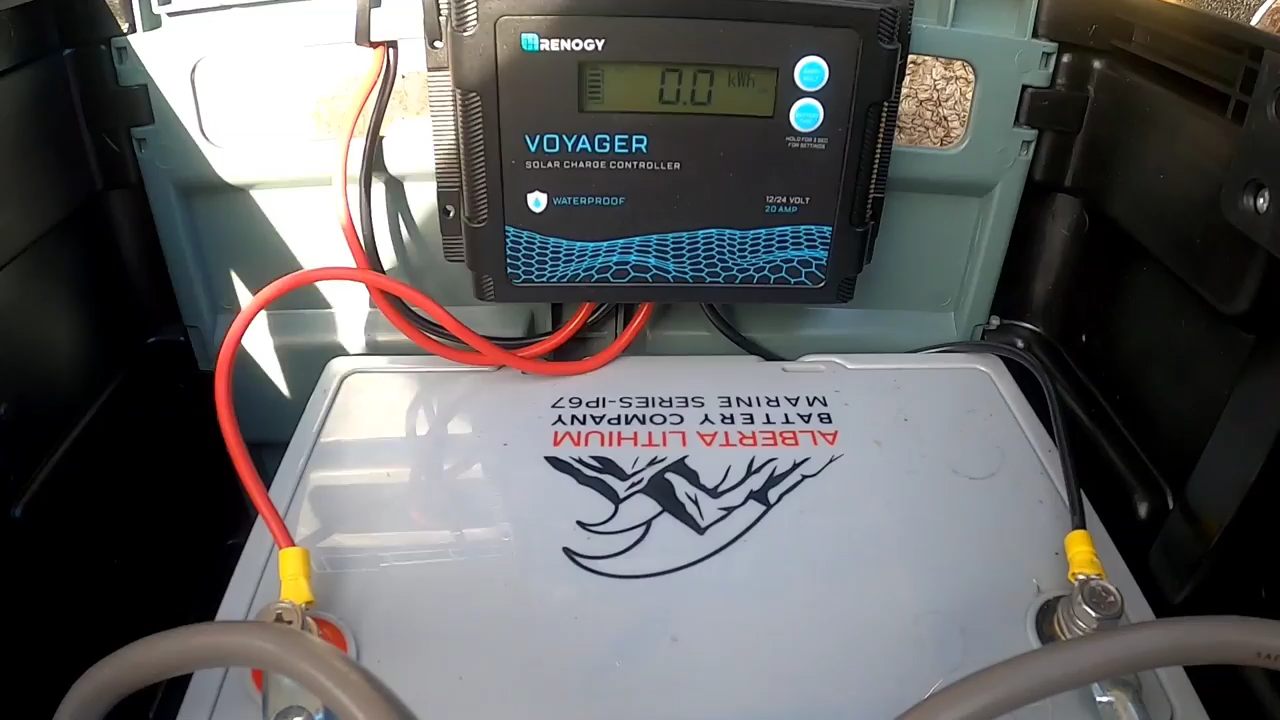 RENOGY
0.0 kWh
VOYAGER
SOLAR CHARGE CONTROLLER
HOLD FOR 3 SEC
FOR SETTINGS
WATERPROOF
12/24 VOLT
20 AMP
ALBERTA LITHIUM
BATTERY COMPANY
MARINE SERIES-IP67